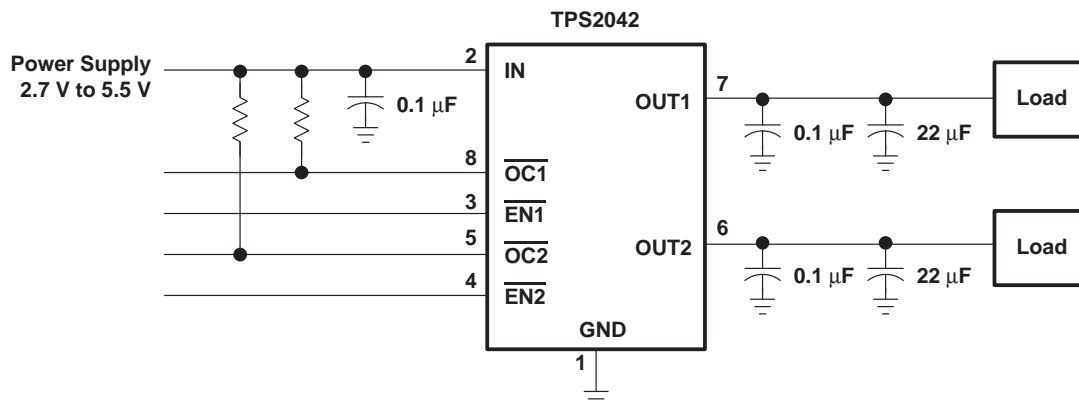 TPS2042
Power Supply
2.7 V to 5.5 V
2
IN
0.1 μF
8
OC1
3
EN1
5
OC2
4
EN2
GND
1
OUT1
7
0.1 μF
22 μF
Load
OUT2
6
0.1 μF
22 μF
Load